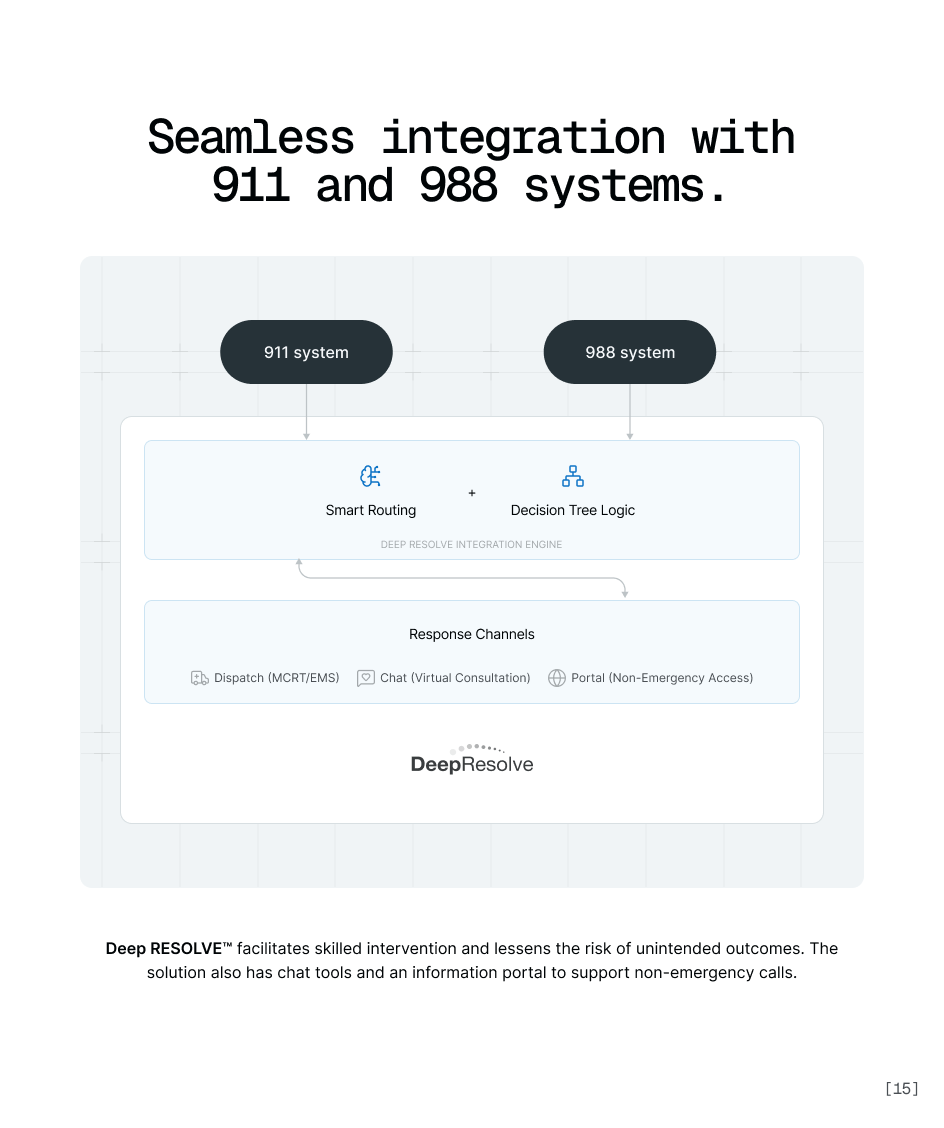 Seamless integration with
911 and 988 systems.
911 system
988 system
Smart Routing
+
Decision Tree Logic
DEEP RESOLVE INTEGRATION ENGINE
Response Channels
Dispatch (MCRT/EMS)
Chat (Virtual Consultation)
Portal (Non-Emergency Access)
DeepResolve
Deep RESOLVE™ facilitates skilled intervention and lessens the risk of unintended outcomes. The
solution also has chat tools and an information portal to support non-emergency calls.
[15]